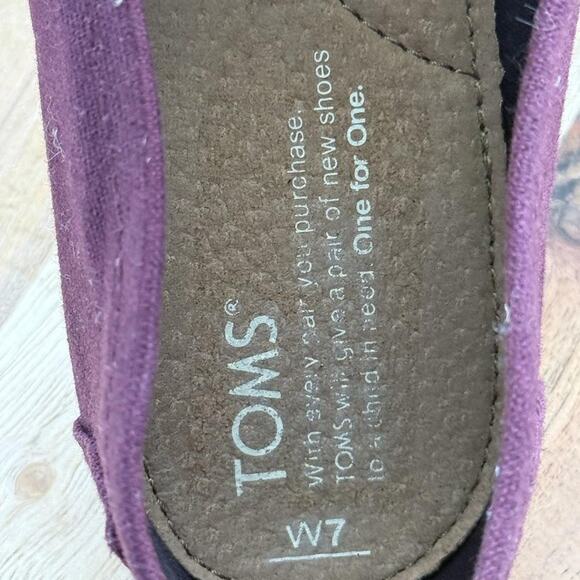 TOMS®
With every pair you purchase,
TOMS will give a pair of new shoes
to a child in need. One for One.
W7